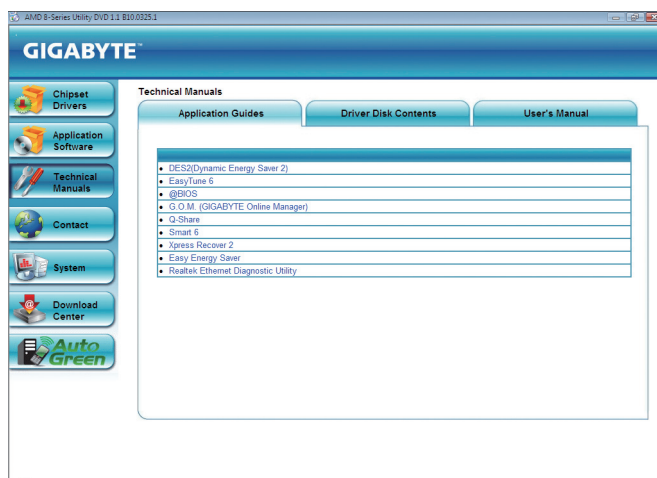 AMD 8-Series Utility DVD 1.1 B10.0325.1
GIGABYTE™
Chipset
Drivers
Application
Software
Technical
Manuals
Contact
System
Download
Center
Auto
Green
Technical Manuals
Application Guides
Driver Disk Contents
User's Manual
DES2(Dynamic Energy Saver 2)
EasyTune 6
@BIOS
G.O.M. (GIGABYTE Online Manager)
Q-Share
Smart 6
Xpress Recover 2
Easy Energy Saver
Realtek Ethernet Diagnostic Utility